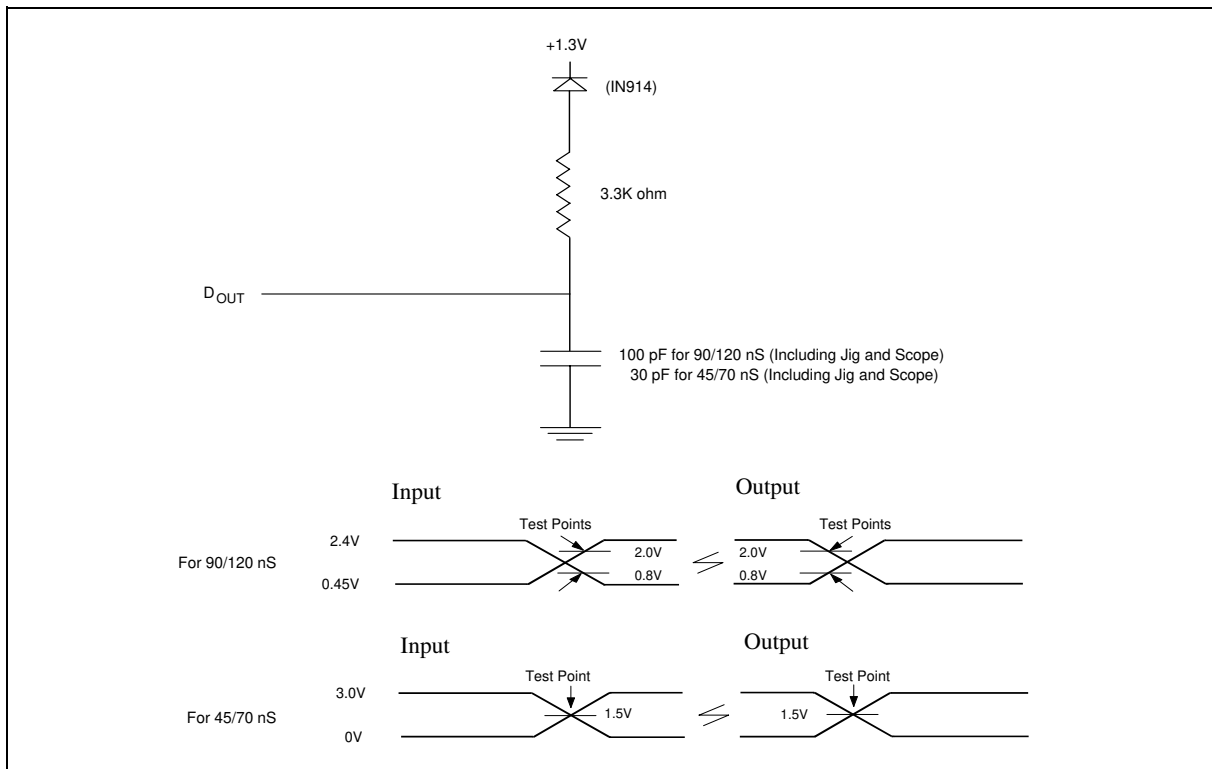 +1.3V
(IN914)
3.3K ohm
DOUT
100 pF for 90/120 nS (Including Jig and Scope)
30 pF for 45/70 nS (Including Jig and Scope)
Input
Output
Test Points
Test Points
For 90/120 nS
2.4V
2.0V
2.0V
0.45V
0.8V
0.8V
Input
Output
Test Point
Test Point
For 45/70 nS
3.0V
1.5V
1.5V
0V